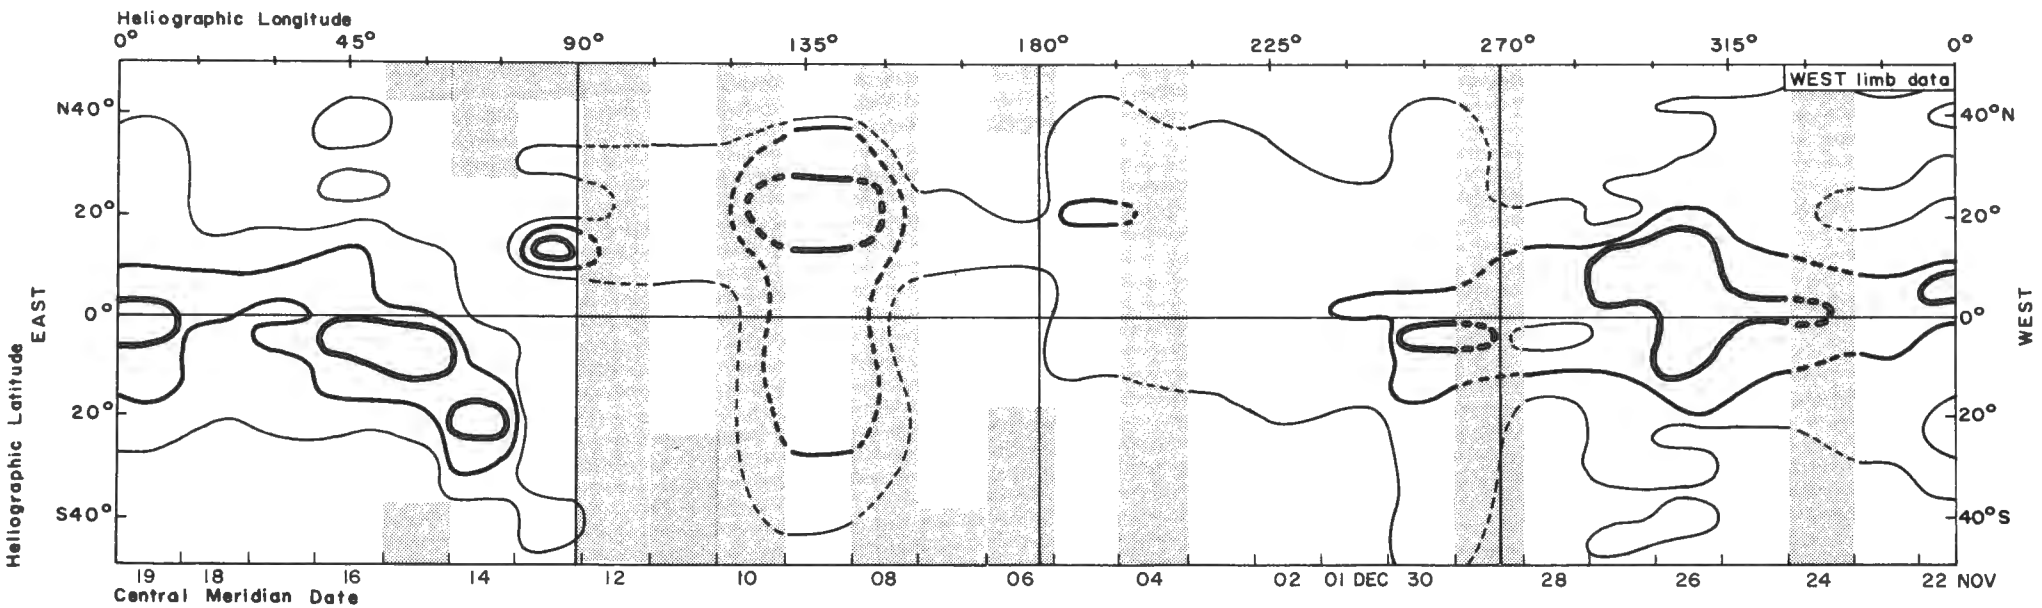 Heliographic Longitude
0° 45° 90° 135° 180° 225° 270° 315° 0°
WEST limb data
N40° 40°N
20° 20°
0° 0°
20° 20°
S40° 40°S
EAST
WEST
Heliographic Latitude
19 18 16 14 12 10 08 06 04 02 01 DEC 30 28 26 24 22 NOV
Central Meridian Date